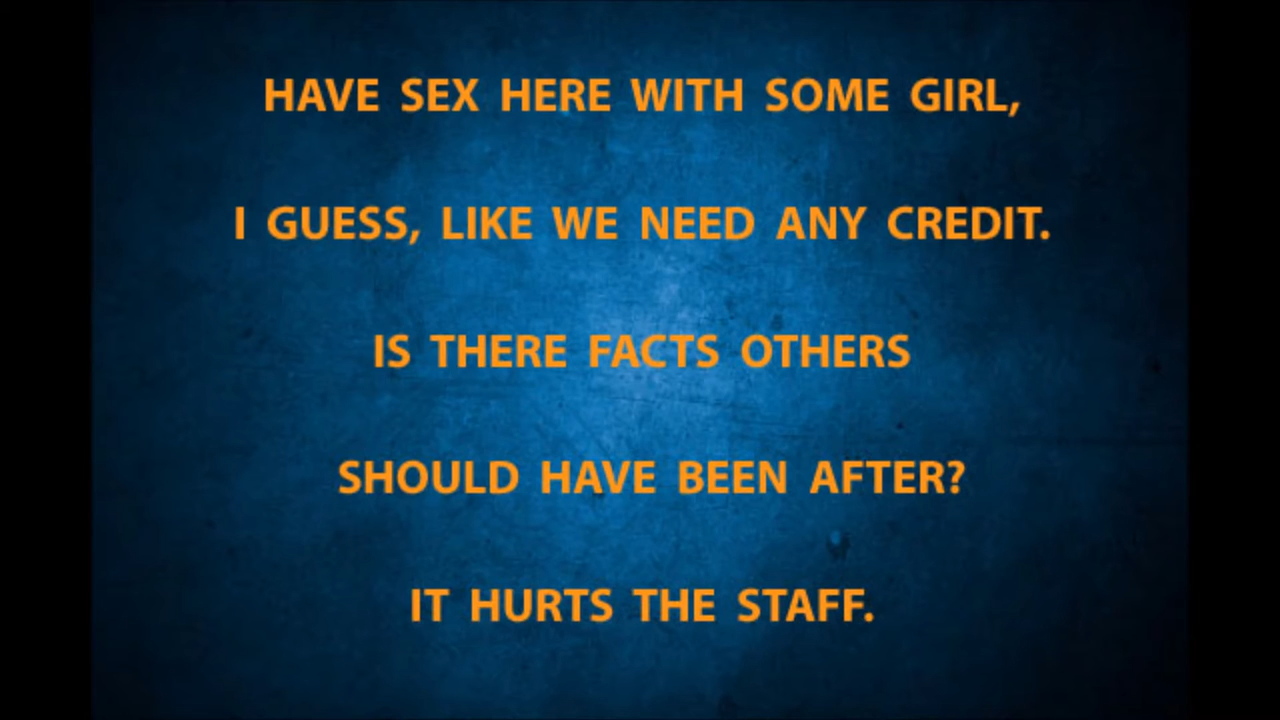 HAVE SEX HERE WITH SOME GIRL,
I GUESS, LIKE WE NEED ANY CREDIT.
IS THERE FACTS OTHERS
SHOULD HAVE BEEN AFTER?
IT HURTS THE STAFF.